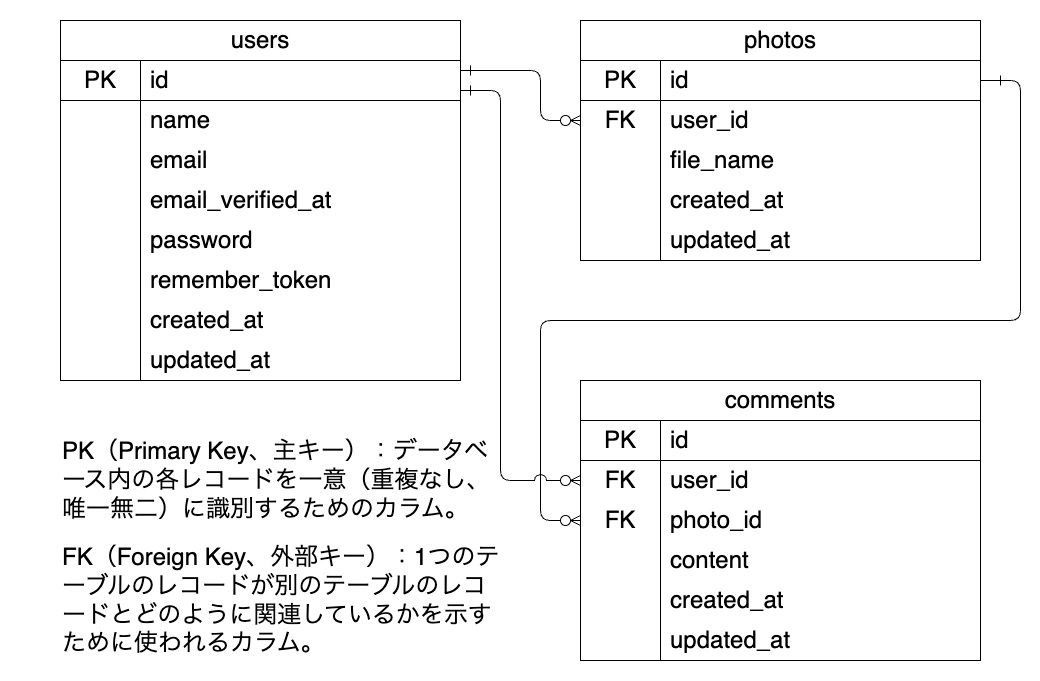 users
PK id
name
email
email_verified_at
password
remember_token
created_at
updated_at
photos
PK id
FK user_id
file_name
created_at
updated_at
comments
PK id
FK user_id
FK photo_id
content
created_at
updated_at
PK（Primary Key、主キー）：データベ
ース内の各レコードを一意（重複なし、
唯一無二）に識別するためのカラム。
FK（Foreign Key、外部キー）：1つのテ
ーブルのレコードが別のテーブルのレコ
ードとどのように関連しているかを示す
ために使われるカラム。